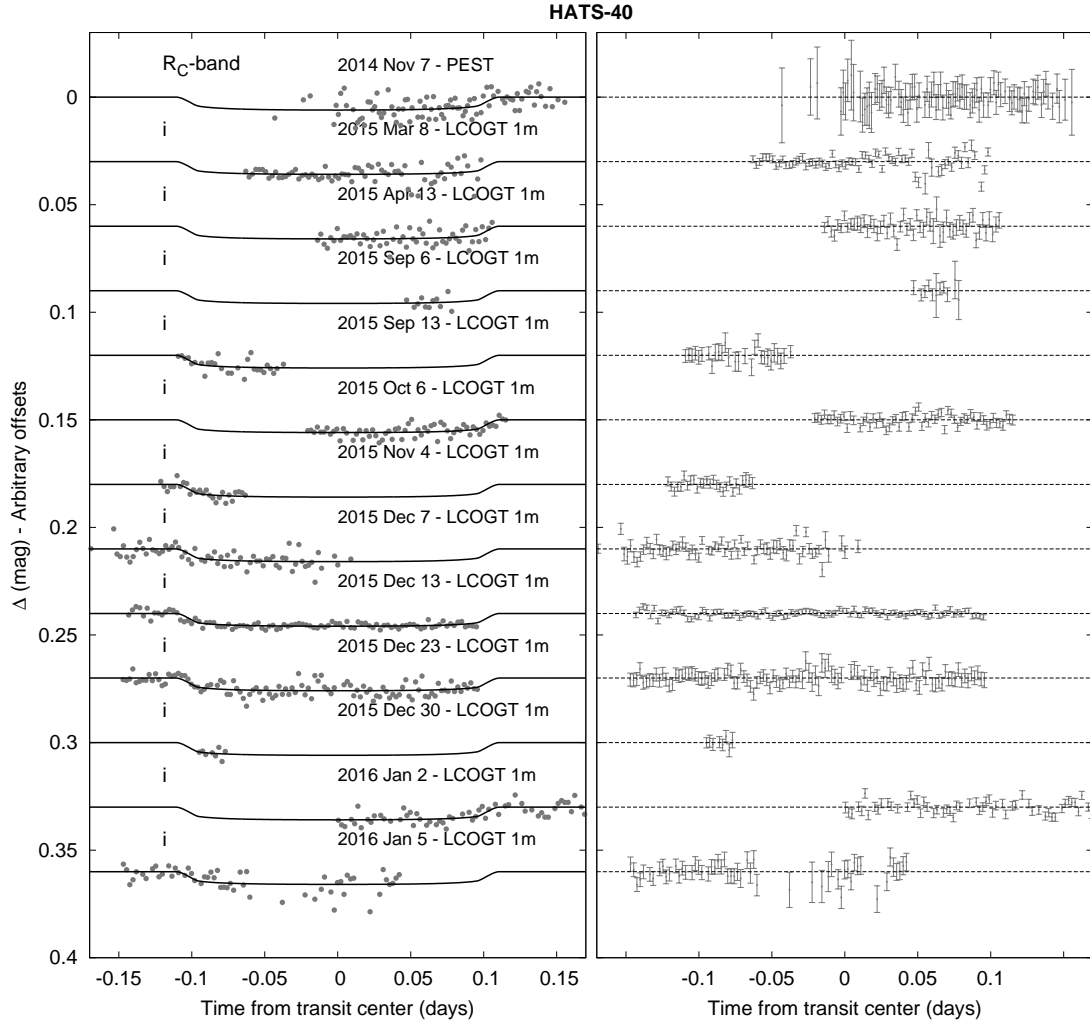 HATS-40
R_C-band
2014 Nov 7 - PEST
0
i
2015 Mar 8 - LCOGT 1m
i
2015 Apr 13 - LCOGT 1m
0.05
i
2015 Sep 6 - LCOGT 1m
0.1
i
2015 Sep 13 - LCOGT 1m
i
2015 Oct 6 - LCOGT 1m
0.15
i
2015 Nov 4 - LCOGT 1m
i
2015 Dec 7 - LCOGT 1m
0.2
i
2015 Dec 13 - LCOGT 1m
0.25
i
2015 Dec 23 - LCOGT 1m
i
2015 Dec 30 - LCOGT 1m
0.3
i
2016 Jan 2 - LCOGT 1m
0.35
i
2016 Jan 5 - LCOGT 1m
0.4
Δ (mag) - Arbitrary offsets
-0.15 -0.1 -0.05 0 0.05 0.1 0.15
Time from transit center (days)
-0.1 0 0.1
Time from transit center (days)